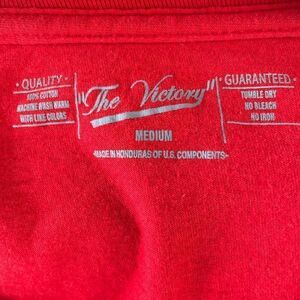 · QUALITY ·
100% COTTON
MACHINE WASH WARM
WITH LIKE COLORS
"The Victory"
MEDIUM
-MADE IN HONDURAS OF U.S. COMPONENTS-
· GUARANTEED ·
TUMBLE DRY
NO BLEACH
NO IRON